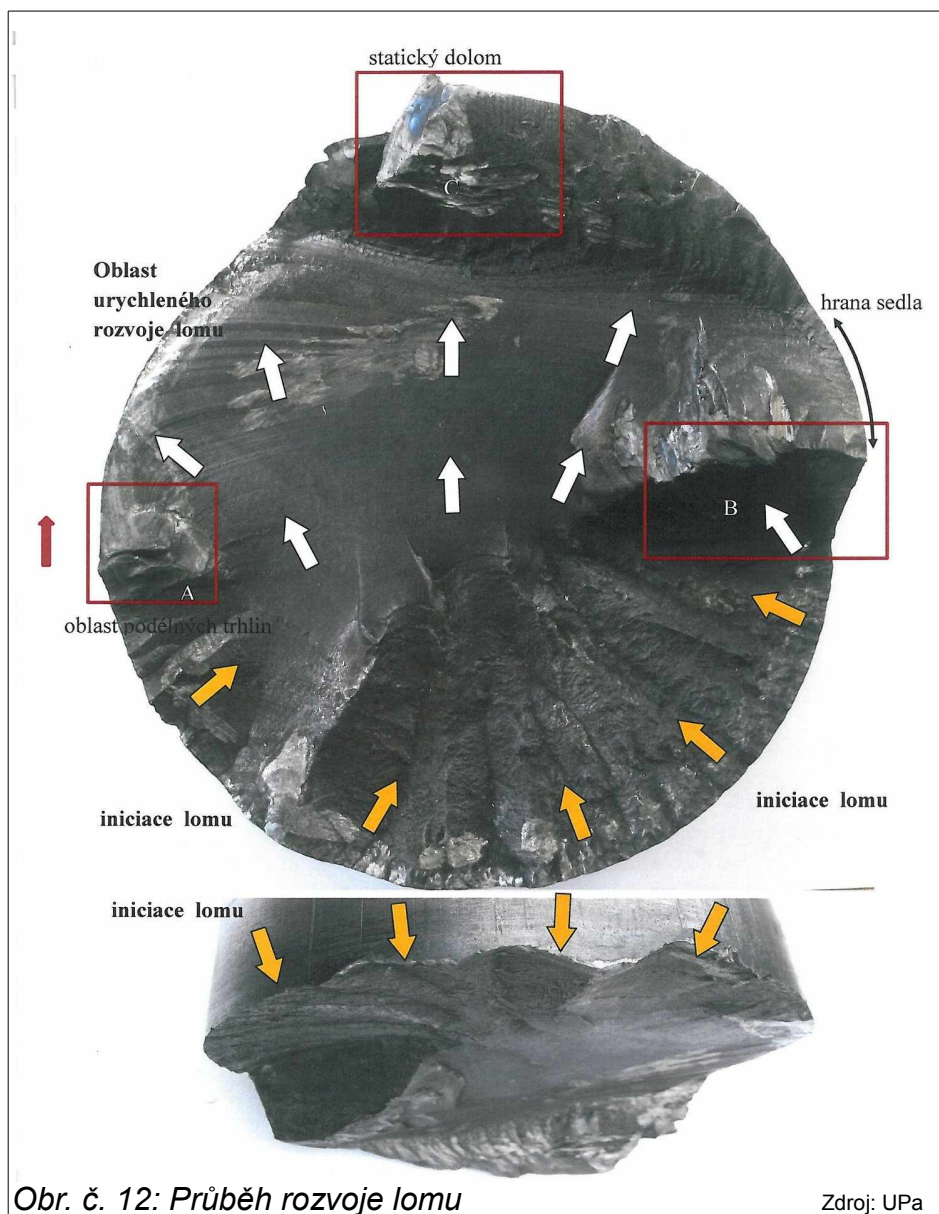 statický dolom
C
Oblast
urychleného
rozvoje lomu
hrana sedla
B
A
oblast podélných trhlin
iniciace lomu
iniciace lomu
iniciace lomu
Obr. č. 12: Průběh rozvoje lomu
Zdroj: UPa